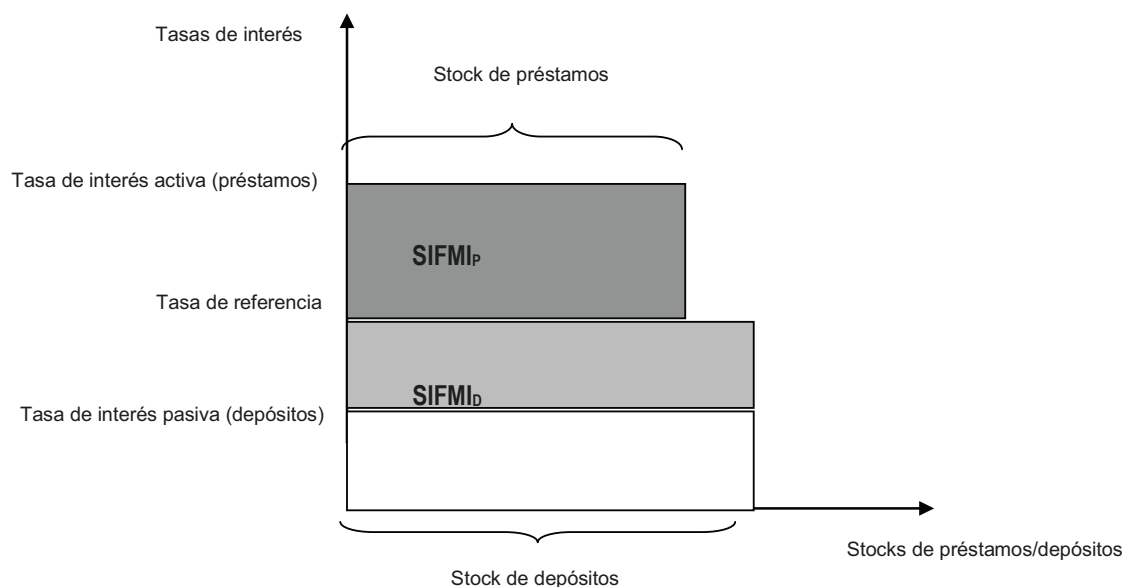 Tasas de interés
Stock de préstamos
Tasa de interés activa (préstamos)
SIFMIP
Tasa de referencia
SIFMID
Tasa de interés pasiva (depósitos)
Stocks de préstamos/depósitos
Stock de depósitos